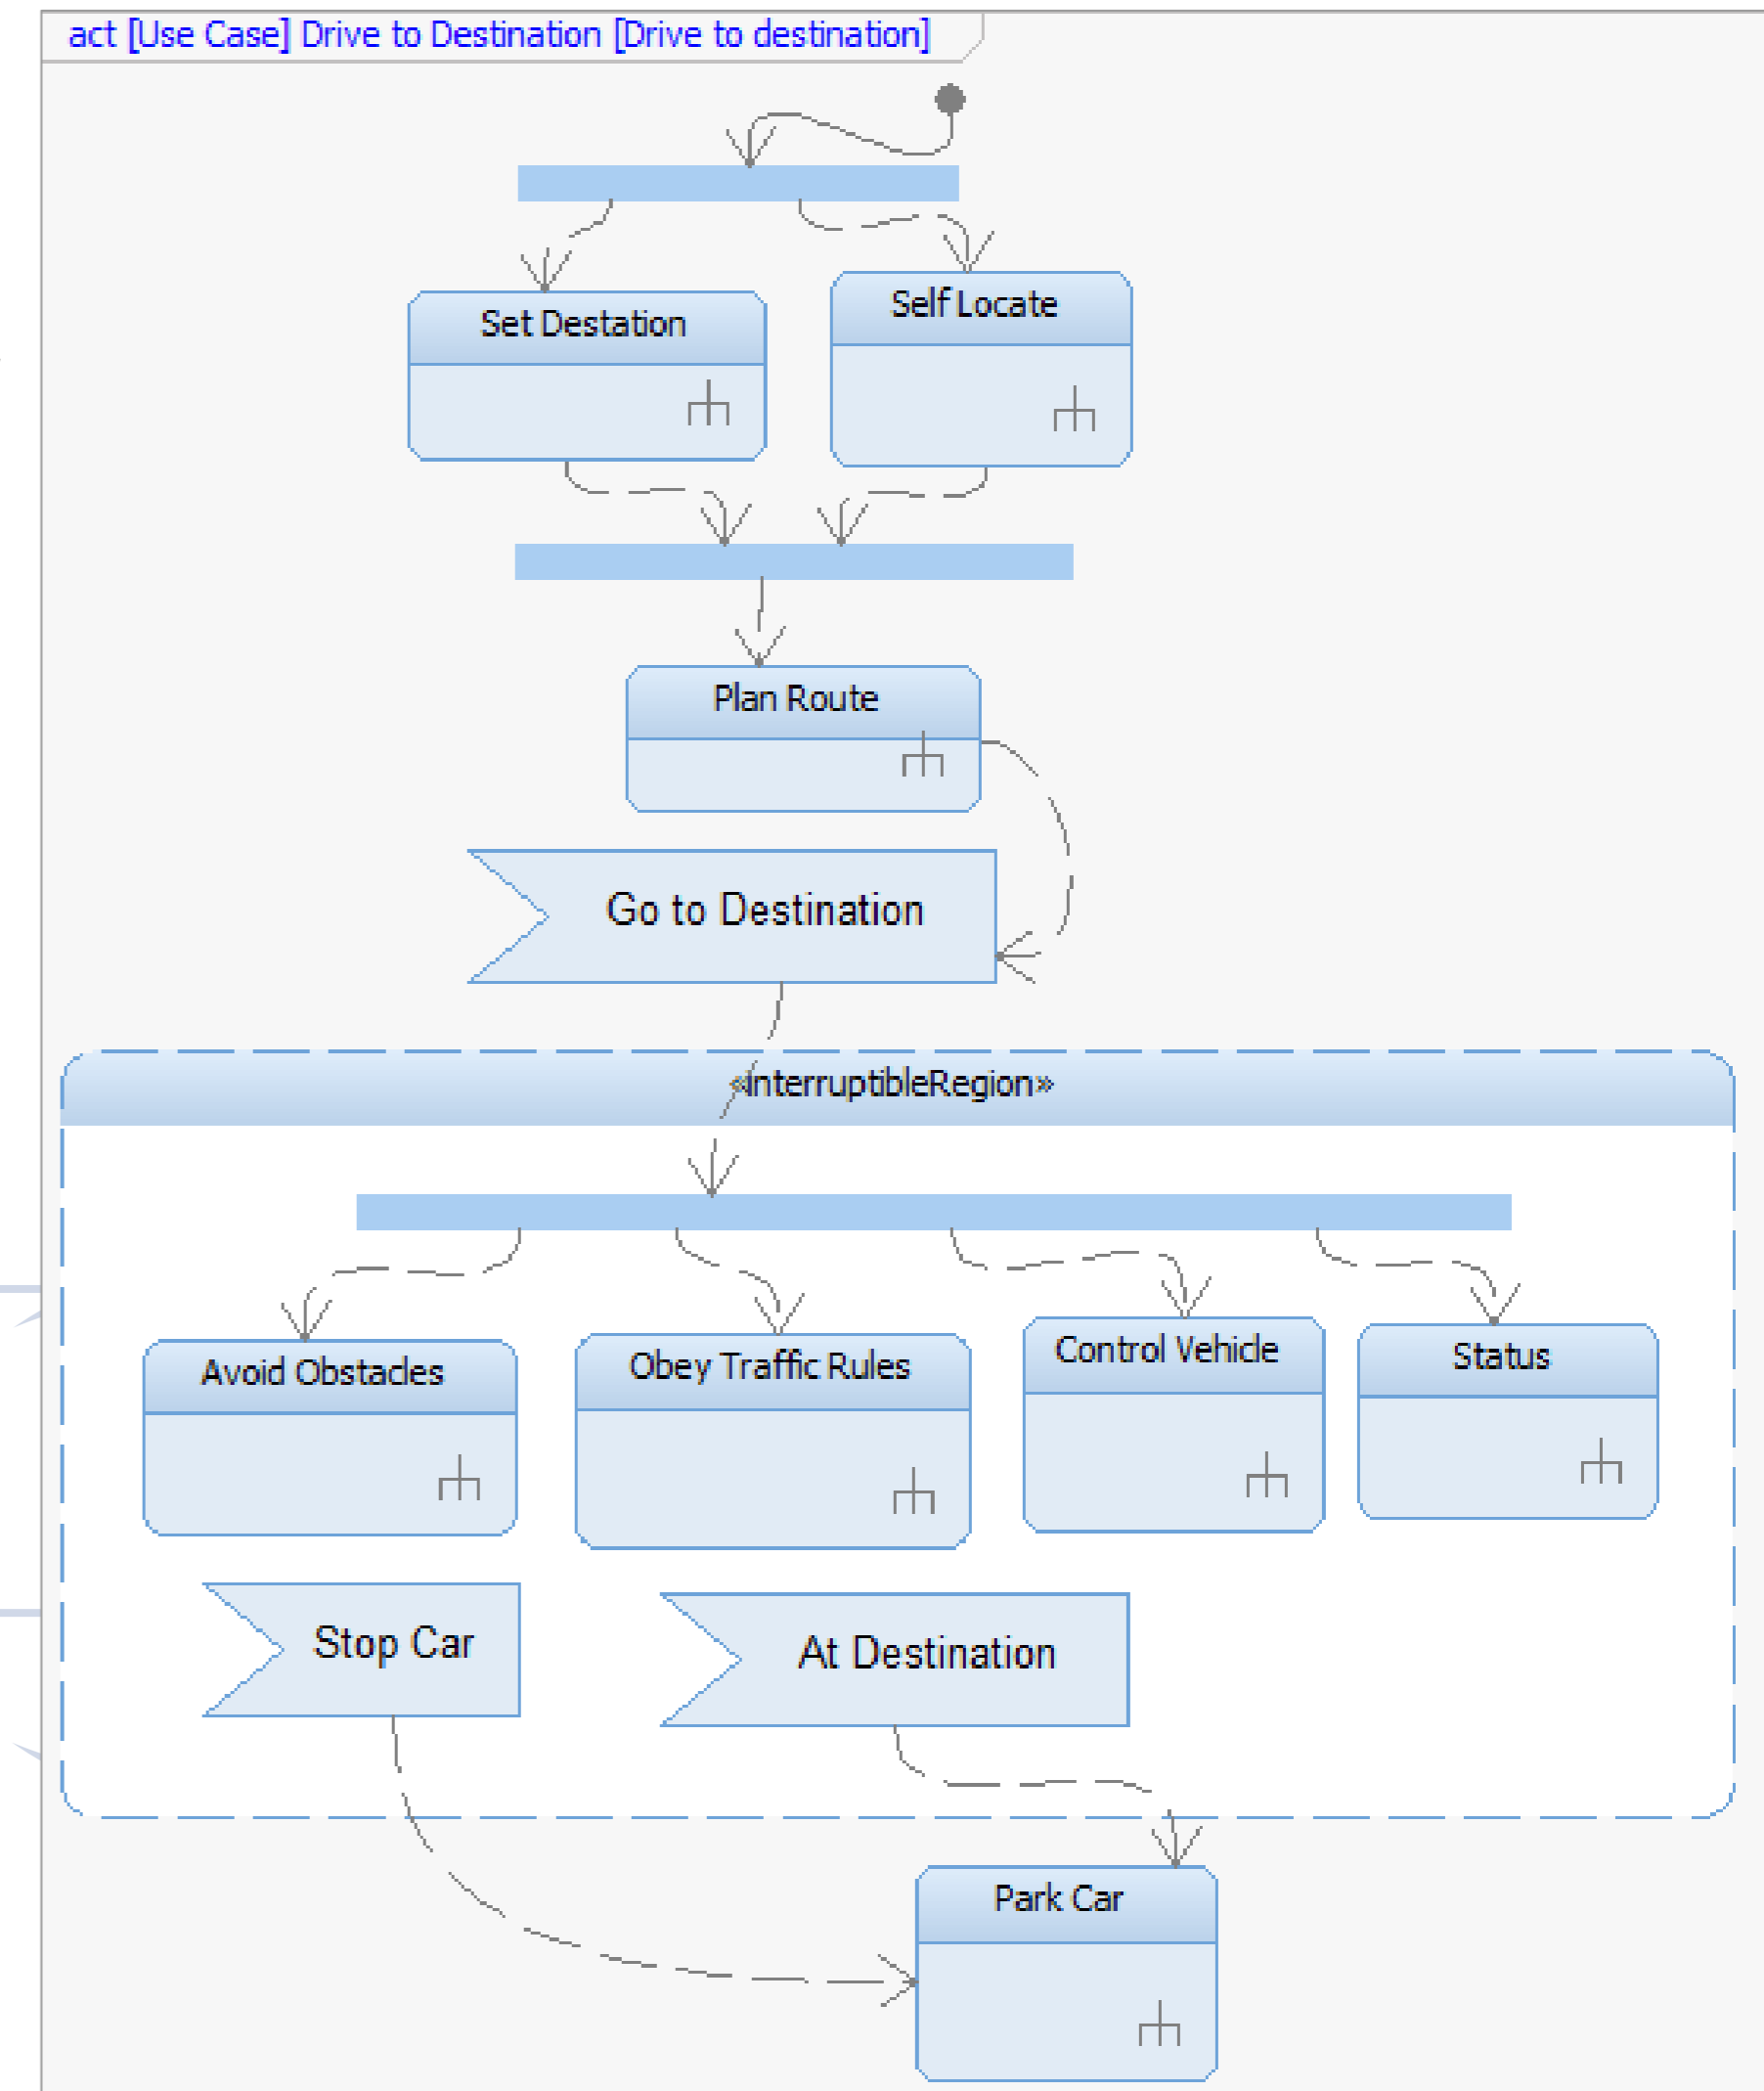 act [Use Case] Drive to Destination [Drive to destination]
Set Destation
Self Locate
Plan Route
Go to Destination
«InterruptibleRegion»
Avoid Obstacles
Obey Traffic Rules
Control Vehicle
Status
Stop Car
At Destination
Park Car